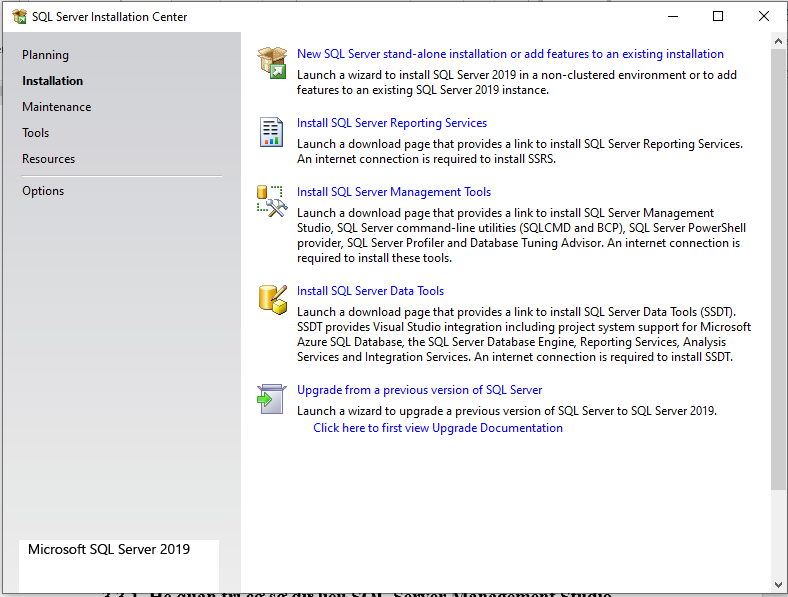 SQL Server Installation Center
Planning
Installation
Maintenance
Tools
Resources
Options
New SQL Server stand-alone installation or add features to an existing installation
Launch a wizard to install SQL Server 2019 in a non-clustered environment or to add
features to an existing SQL Server 2019 instance.
Install SQL Server Reporting Services
Launch a download page that provides a link to install SQL Server Reporting Services.
An internet connection is required to install SSRS.
Install SQL Server Management Tools
Launch a download page that provides a link to install SQL Server Management
Studio, SQL Server command-line utilities (SQLCMD and BCP), SQL Server PowerShell
provider, SQL Server Profiler and Database Tuning Advisor. An internet connection is
required to install these tools.
Install SQL Server Data Tools
Launch a download page that provides a link to install SQL Server Data Tools (SSDT).
SSDT provides Visual Studio integration including project system support for Microsoft
Azure SQL Database, the SQL Server Database Engine, Reporting Services, Analysis
Services and Integration Services. An internet connection is required to install SSDT.
Upgrade from a previous version of SQL Server
Launch a wizard to upgrade a previous version of SQL Server to SQL Server 2019.
Click here to first view Upgrade Documentation
Microsoft SQL Server 2019
SQL Server Management Studio